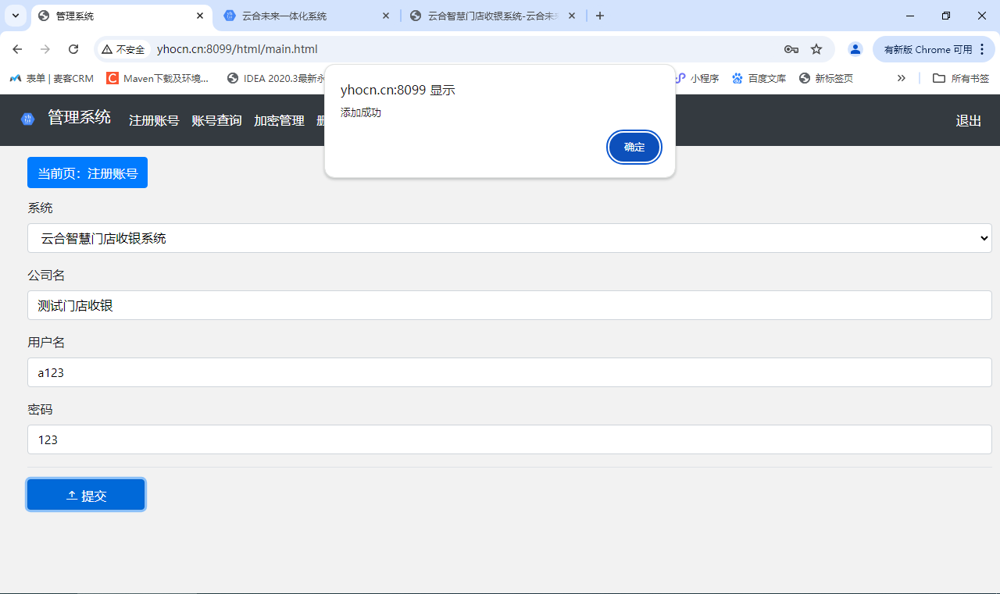 管理系统
云合未来一体化系统
云合智慧门店收银系统-云合未
不安全
yhocn.cn:8099/html/main.html
有新版 Chrome 可用
表单 | 麦客CRM
Maven下载及环境...
IDEA 2020.3最新永
小程序
百度文库
新标签页
所有书签
yhocn.cn:8099 显示
添加成功
确定
管理系统
注册账号
账号查询
加密管理
退出
当前页：注册账号
系统
云合智慧门店收银系统
公司名
测试门店收银
用户名
a123
密码
123
提交